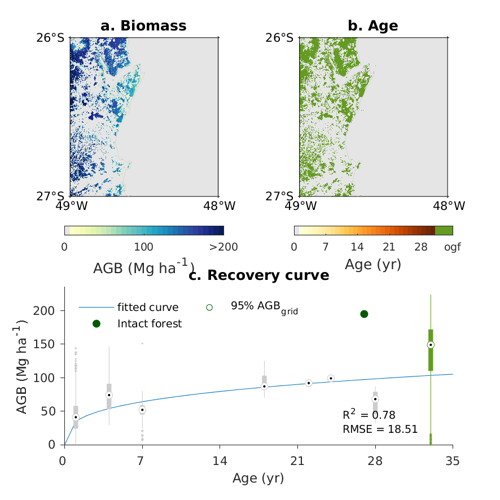 a. Biomass
b. Age
26°S
26°S
27°S
27°S
49°W
48°W
49°W
48°W
0
100
>200
0
7
14
21
28
ogf
AGB (Mg ha⁻¹)
Age (yr)
c. Recovery curve
fitted curve
95% AGB_grid
Intact forest
200
150
100
50
0
AGB (Mg ha⁻¹)
R² = 0.78
RMSE = 18.51
0
7
14
21
28
35
Age (yr)